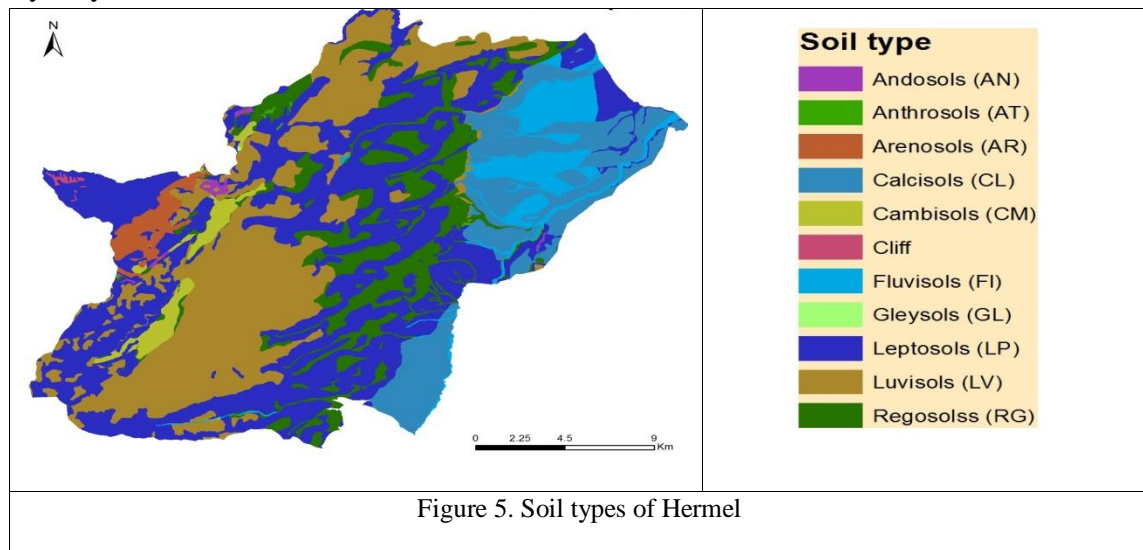 N
0 2.25 4.5 9
Km
Soil type
Andosols (AN)
Anthrosols (AT)
Arenosols (AR)
Calcisols (CL)
Cambisols (CM)
Cliff
Fluvisols (Fl)
Gleysols (GL)
Leptosols (LP)
Luvisols (LV)
Regosolss (RG)
Figure 5. Soil types of Hermel